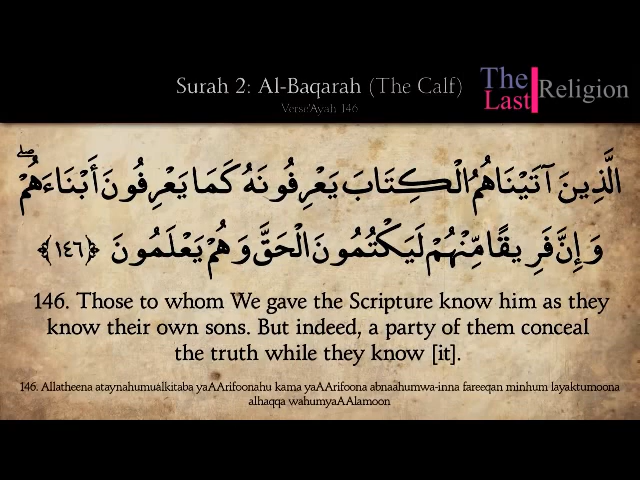 Surah 2: Al-Baqarah (The Calf)
Verse'Ayah 146
The
Last Religion
الَّذِينَ آتَيْنَاهُمُ الْكِتَابَ يَعْرِفُونَهُ كَمَا يَعْرِفُونَ أَبْنَاءَهُمْ ۖ
وَإِنَّ فَرِيقًا مِّنْهُمْ لَيَكْتُمُونَ الْحَقَّ وَهُمْ يَعْلَمُونَ ﴿١٤٦﴾
146. Those to whom We gave the Scripture know him as they
know their own sons. But indeed, a party of them conceal
the truth while they know [it].
146. Allatheena ataynahumualkitaba yaAArifoonahu kama yaAArifoona abnaahumwa-inna fareeqan minhum layaktumoona
alhaqqa wahumyaAAlamoon